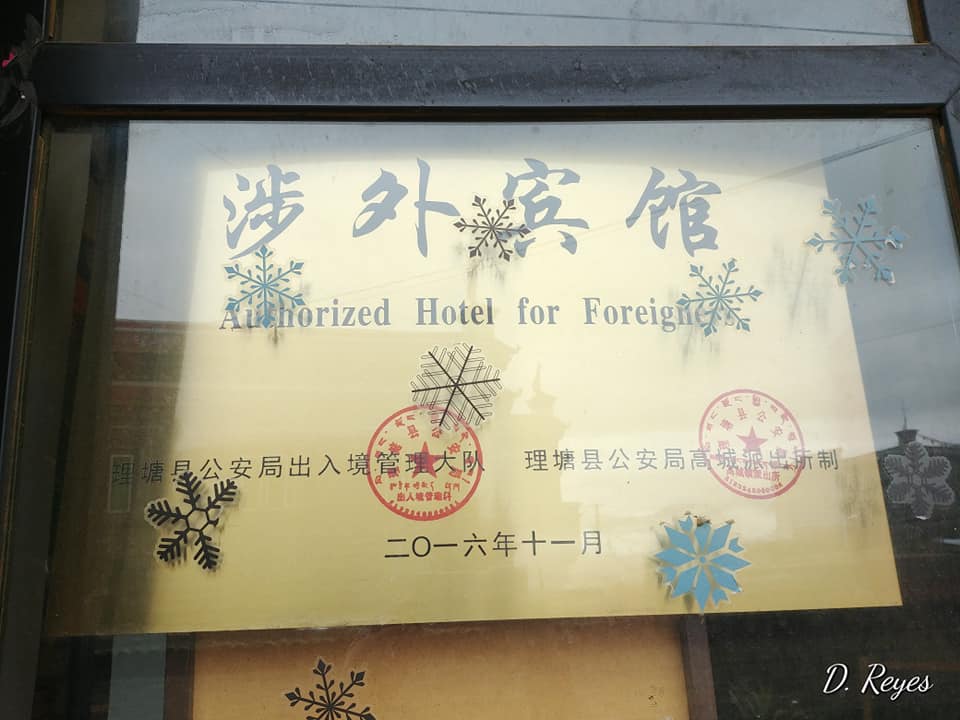 涉外宾馆
Authorized Hotel for Foreigners
理塘县公安局出入境管理大队 理塘县公安局高城派出所制
二〇一六年十一月
D. Reyes